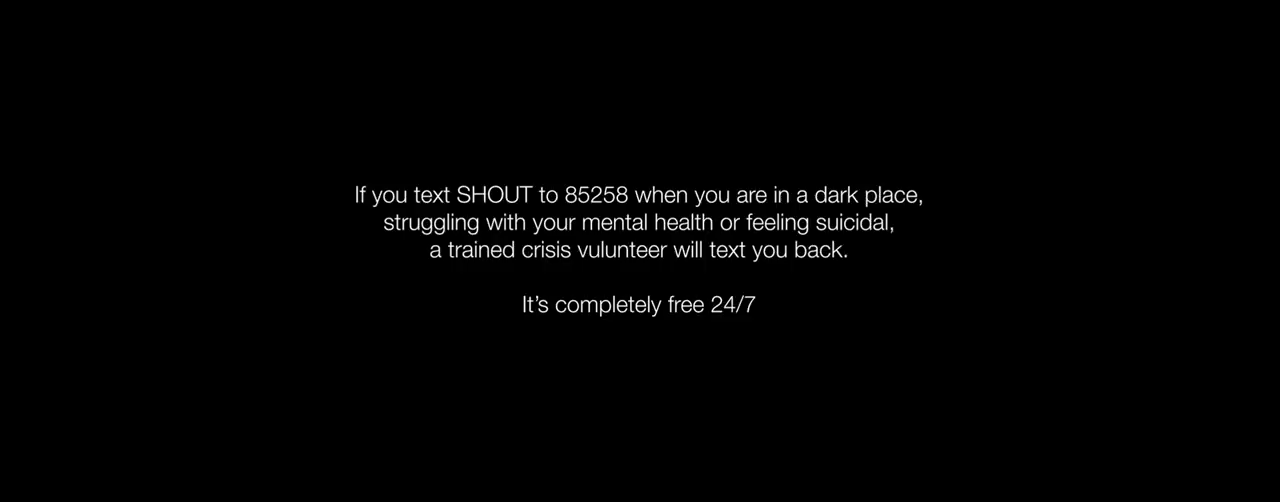 If you text SHOUT to 85258 when you are in a dark place,
struggling with your mental health or feeling suicidal,
a trained crisis vulunteer will text you back.
It’s completely free 24/7